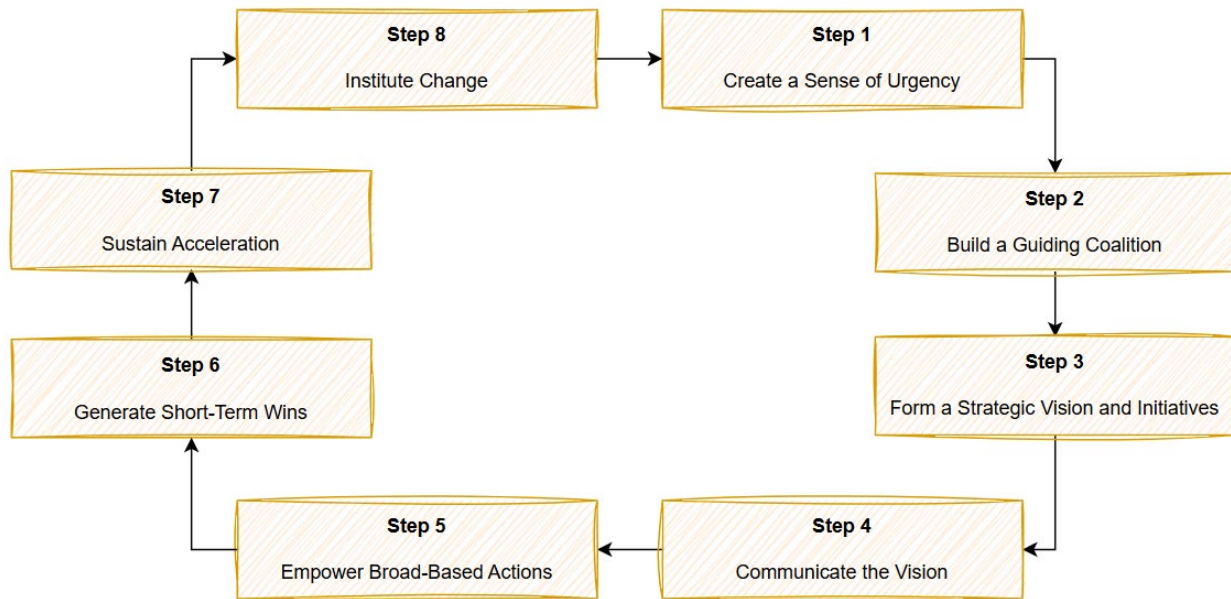 Step 8
Institute Change
Step 1
Create a Sense of Urgency
Step 7
Sustain Acceleration
Step 2
Build a Guiding Coalition
Step 6
Generate Short-Term Wins
Step 3
Form a Strategic Vision and Initiatives
Step 5
Empower Broad-Based Actions
Step 4
Communicate the Vision